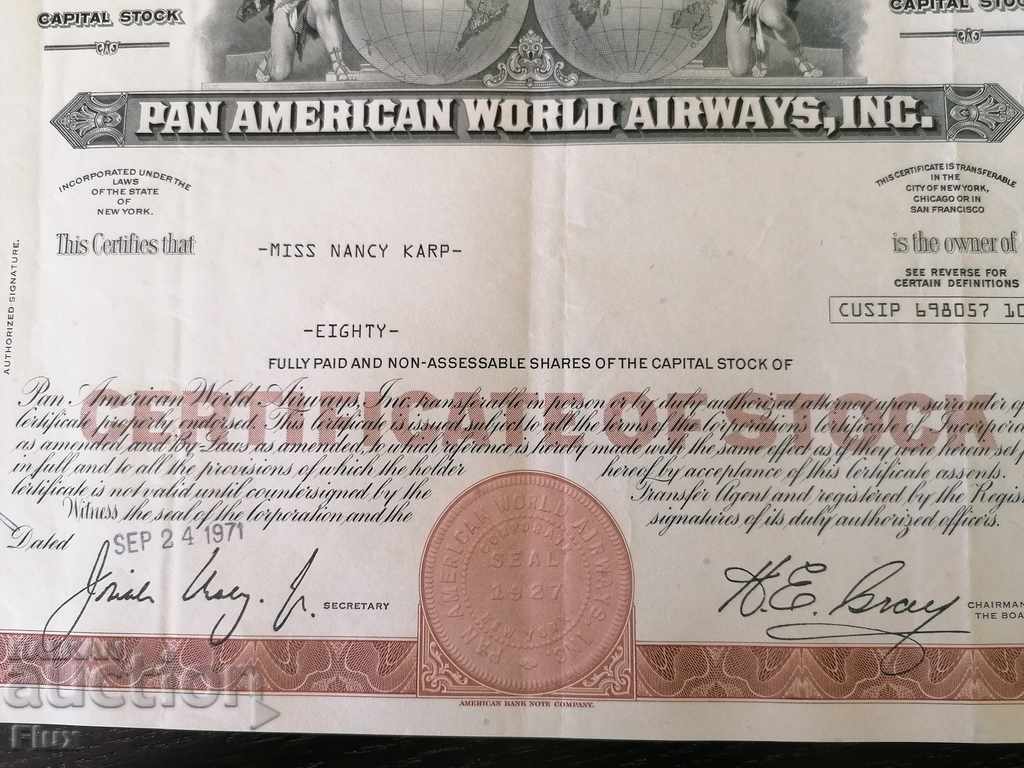 CAPITAL STOCK
CAPITAL STOCK
PAN AMERICAN WORLD AIRWAYS, INC.
INCORPORATED UNDER THE
LAWS
OF THE STATE
OF
NEW YORK.
THIS CERTIFICATE IS TRANSFERABLE
IN THE
CITY OF NEW YORK,
CHICAGO OR IN
SAN FRANCISCO
AUTHORIZED SIGNATURE.
This Certifies that
-MISS NANCY KARP-
is the owner of
SEE REVERSE FOR
CERTAIN DEFINITIONS
CUSIP 698057 10
-EIGHTY-
FULLY PAID AND NON-ASSESSABLE SHARES OF THE CAPITAL STOCK OF
CERTIFICATE OF STOCK
Pan American World Airways, Inc. transferable in person or by duly authorized attorney upon surrender of
certificate properly endorsed. This certificate is issued subject to all the terms of the Corporation's Certificate of
as amended and By-Laws as amended, to which reference is hereby made with the same effect as if they were herein set
in full and to all the provisions of which the holder hereof by acceptance of this certificate assents.
certificate is not valid until countersigned by the Transfer Agent and registered by the
Witness the seal of the Corporation and the signatures of its duly authorized officers.
Dated SEP 24 1971
PAN AMERICAN WORLD AIRWAYS, INC.
CORPORATE
SEAL
1927
NEW YORK
SECRETARY
H. E. Gray
CHAIRMAN
THE
AMERICAN BANK NOTE COMPANY.
auction
Flux